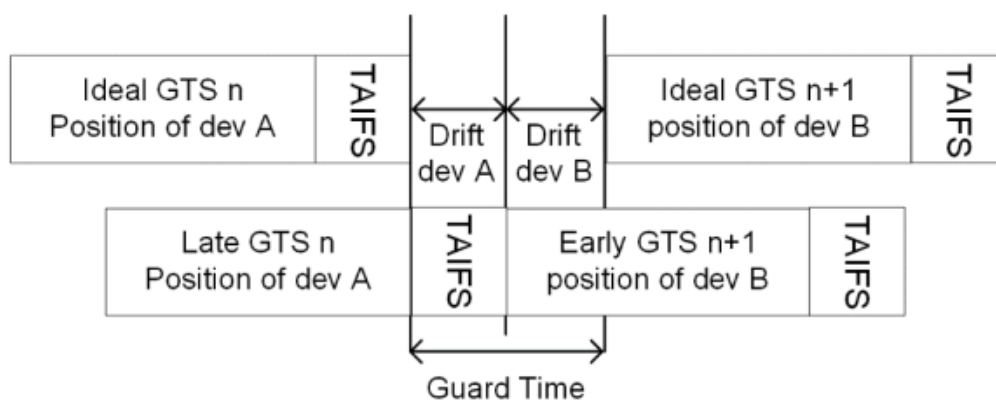 Ideal GTS n
Position of dev A
TAIFS
Drift
dev A
Drift
dev B
Ideal GTS n+1
position of dev B
TAIFS
Late GTS n
Position of dev A
TAIFS
Early GTS n+1
position of dev B
TAIFS
Guard Time